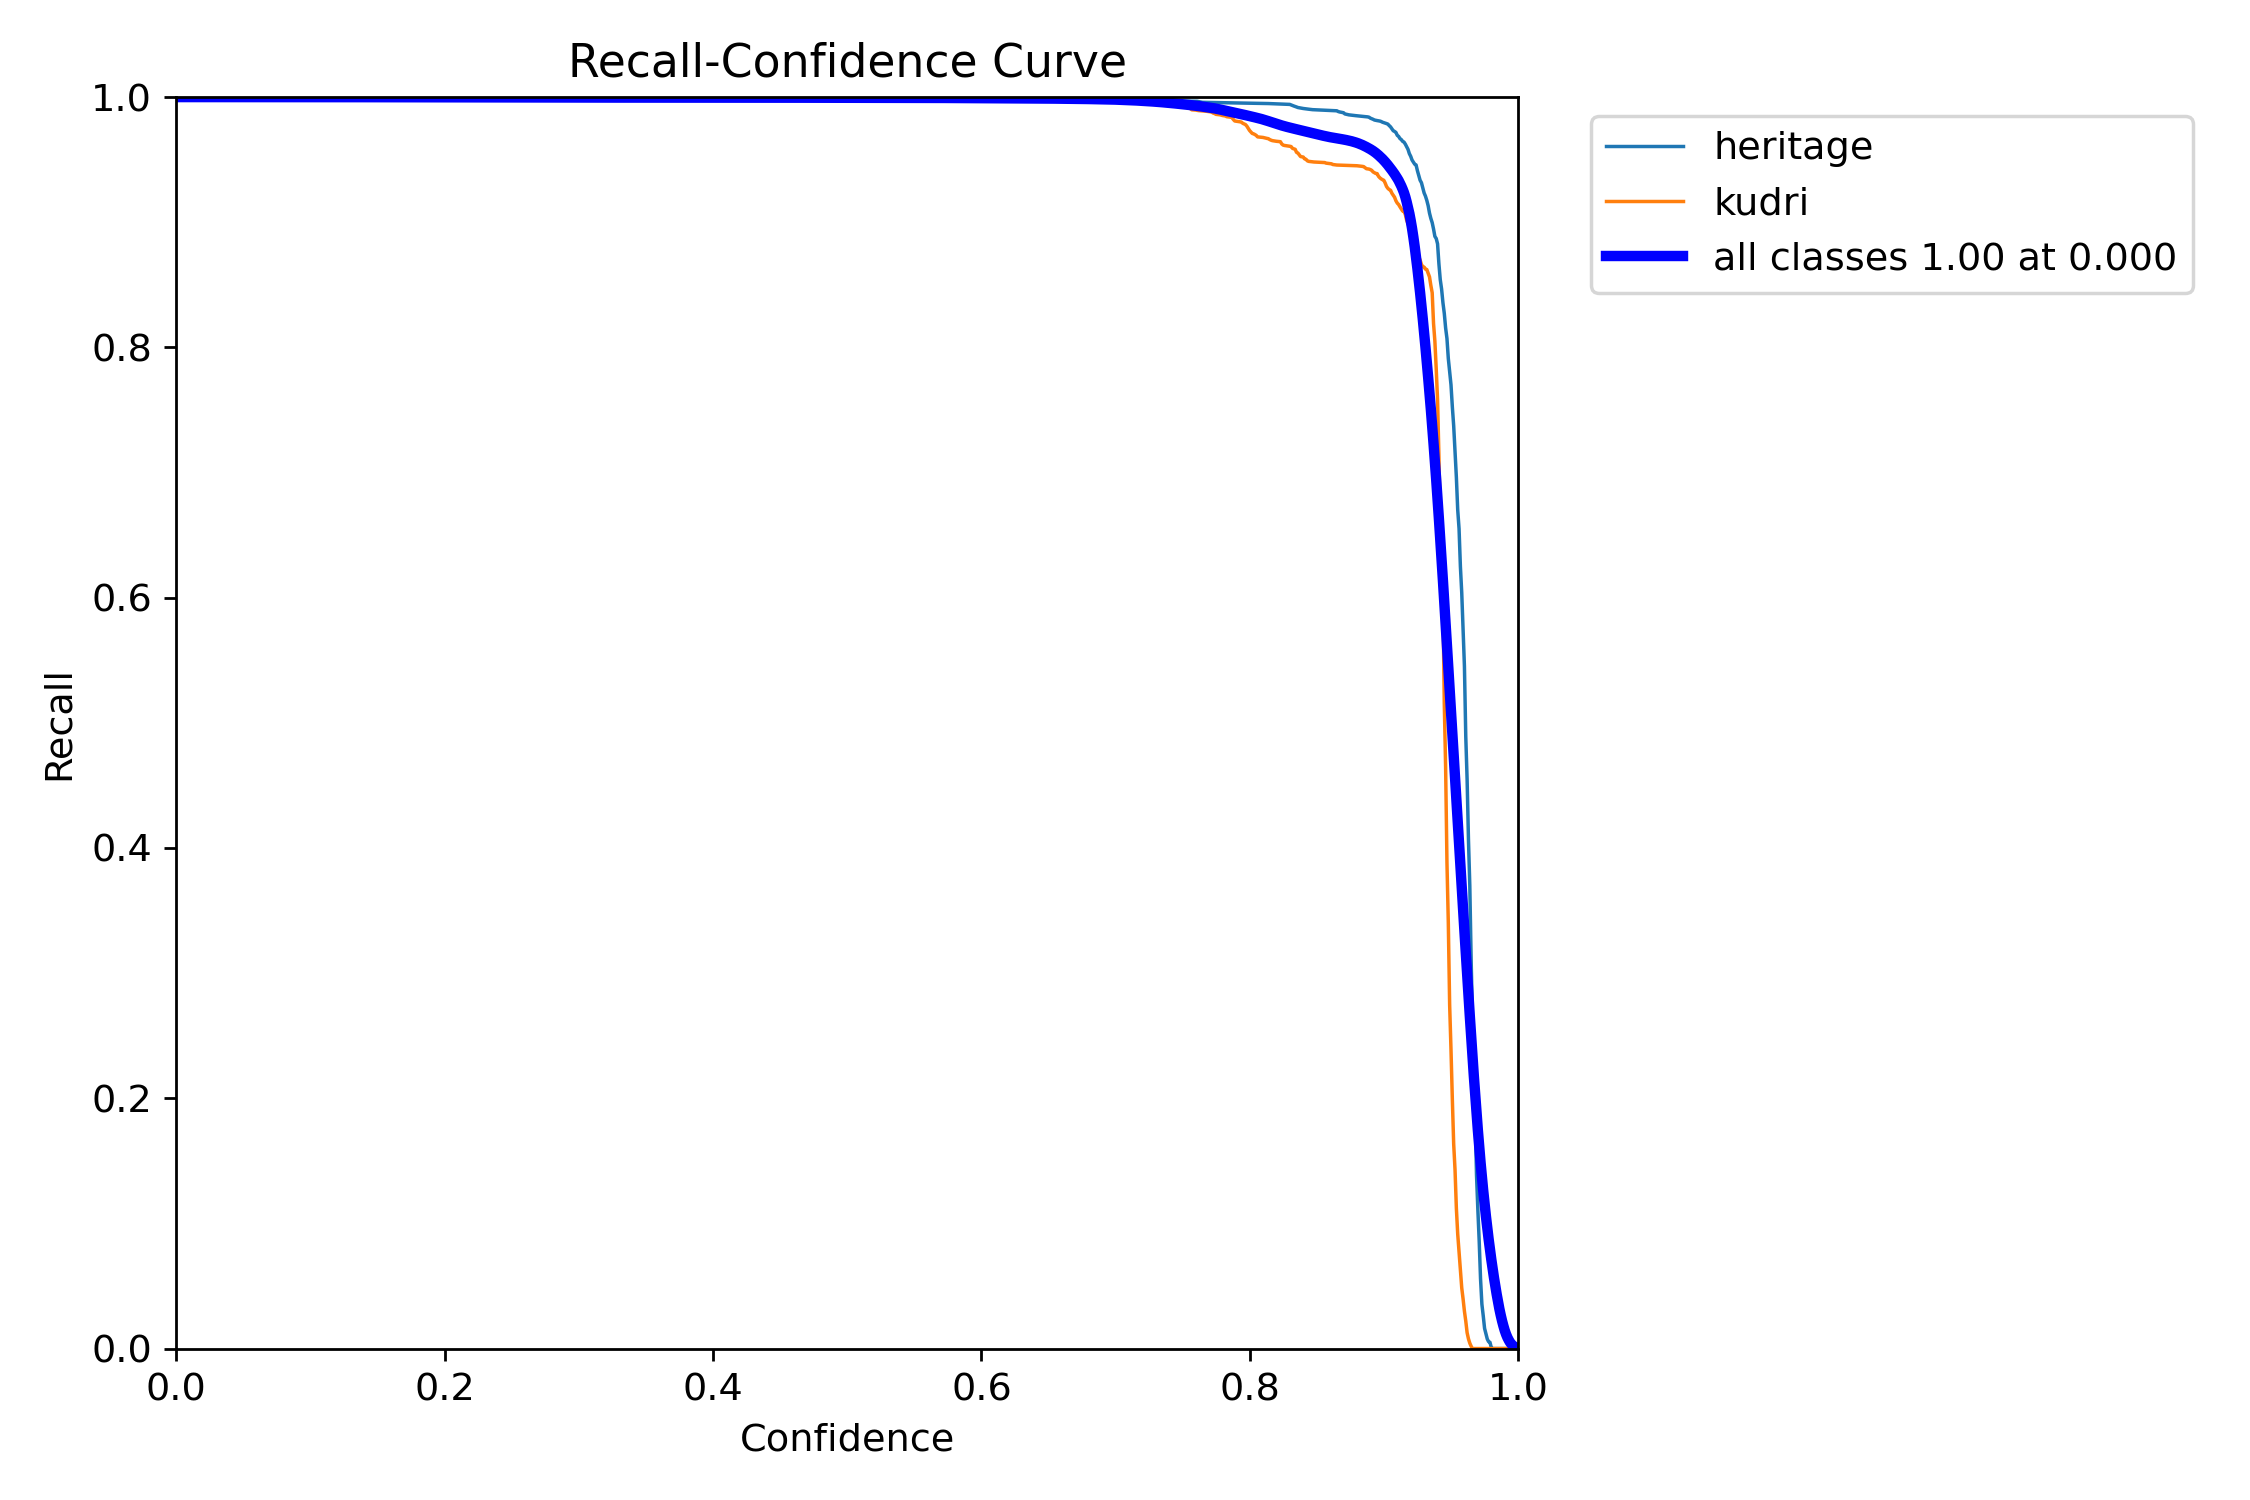 Recall-Confidence Curve
1.0
0.8
0.6
0.4
0.2
0.0
Recall
0.0 0.2 0.4 0.6 0.8 1.0
Confidence
heritage
kudri
all classes 1.00 at 0.000